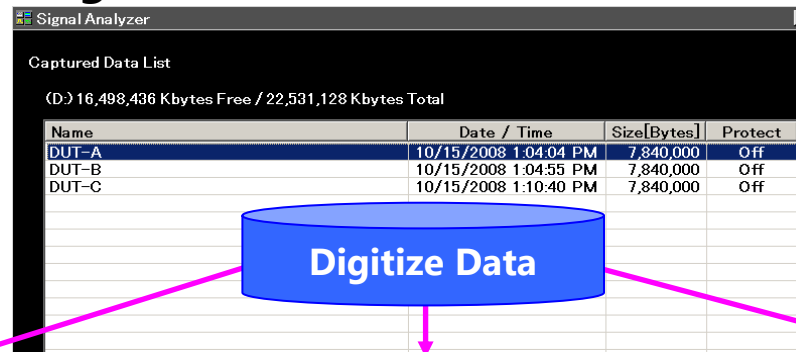 Signal Analyzer
Captured Data List
(D:) 16,498,436 Kbytes Free / 22,531,128 Kbytes Total
Name Date / Time Size[Bytes] Protect
DUT-A 10/15/2008 1:04:04 PM 7,840,000 Off
DUT-B 10/15/2008 1:04:55 PM 7,840,000 Off
DUT-C 10/15/2008 1:10:40 PM 7,840,000 Off
Digitize Data